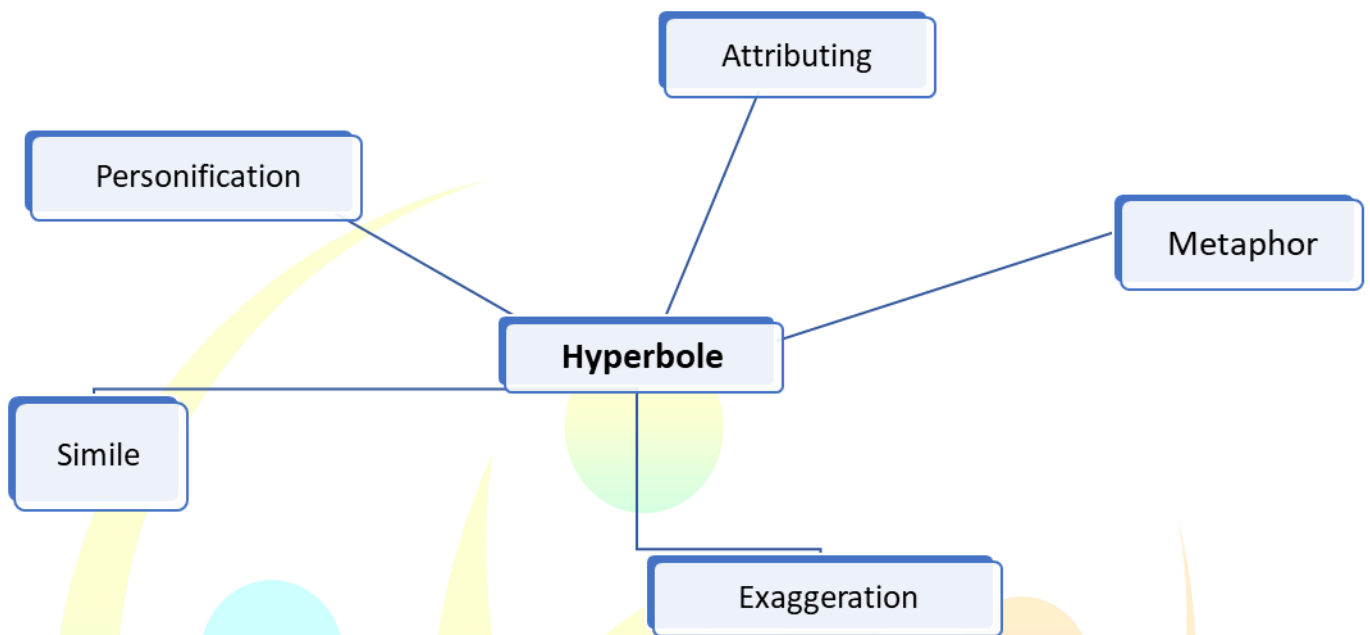 Attributing
Personification
Metaphor
Hyperbole
Simile
Exaggeration